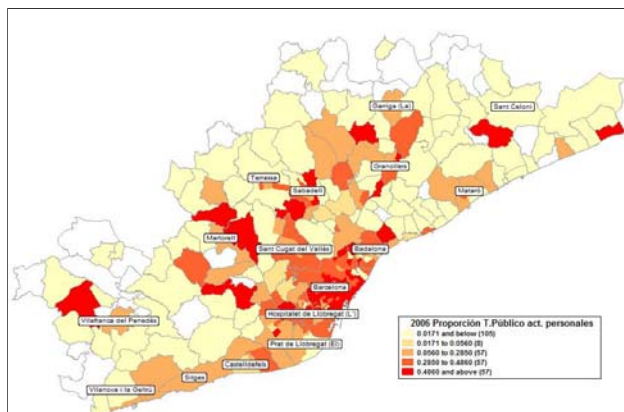 Garriga (La)
Sant Celoni
Granollers
Terrassa
Sabadell
Mataró
Martorell
Sant Cugat del Vallès
Badalona
Barcelona
Vilafranca del Penedès
Hospitalet de Llobregat (L')
Prat de Llobregat (El)
Castelldefels
Sitges
Vilanova i la Geltrú
2006 Proporción T.Público act. personales
0.0171 and below (105)
0.0171 to 0.0560 (8)
0.0560 to 0.2850 (57)
0.2850 to 0.4860 (57)
0.4860 and above (57)